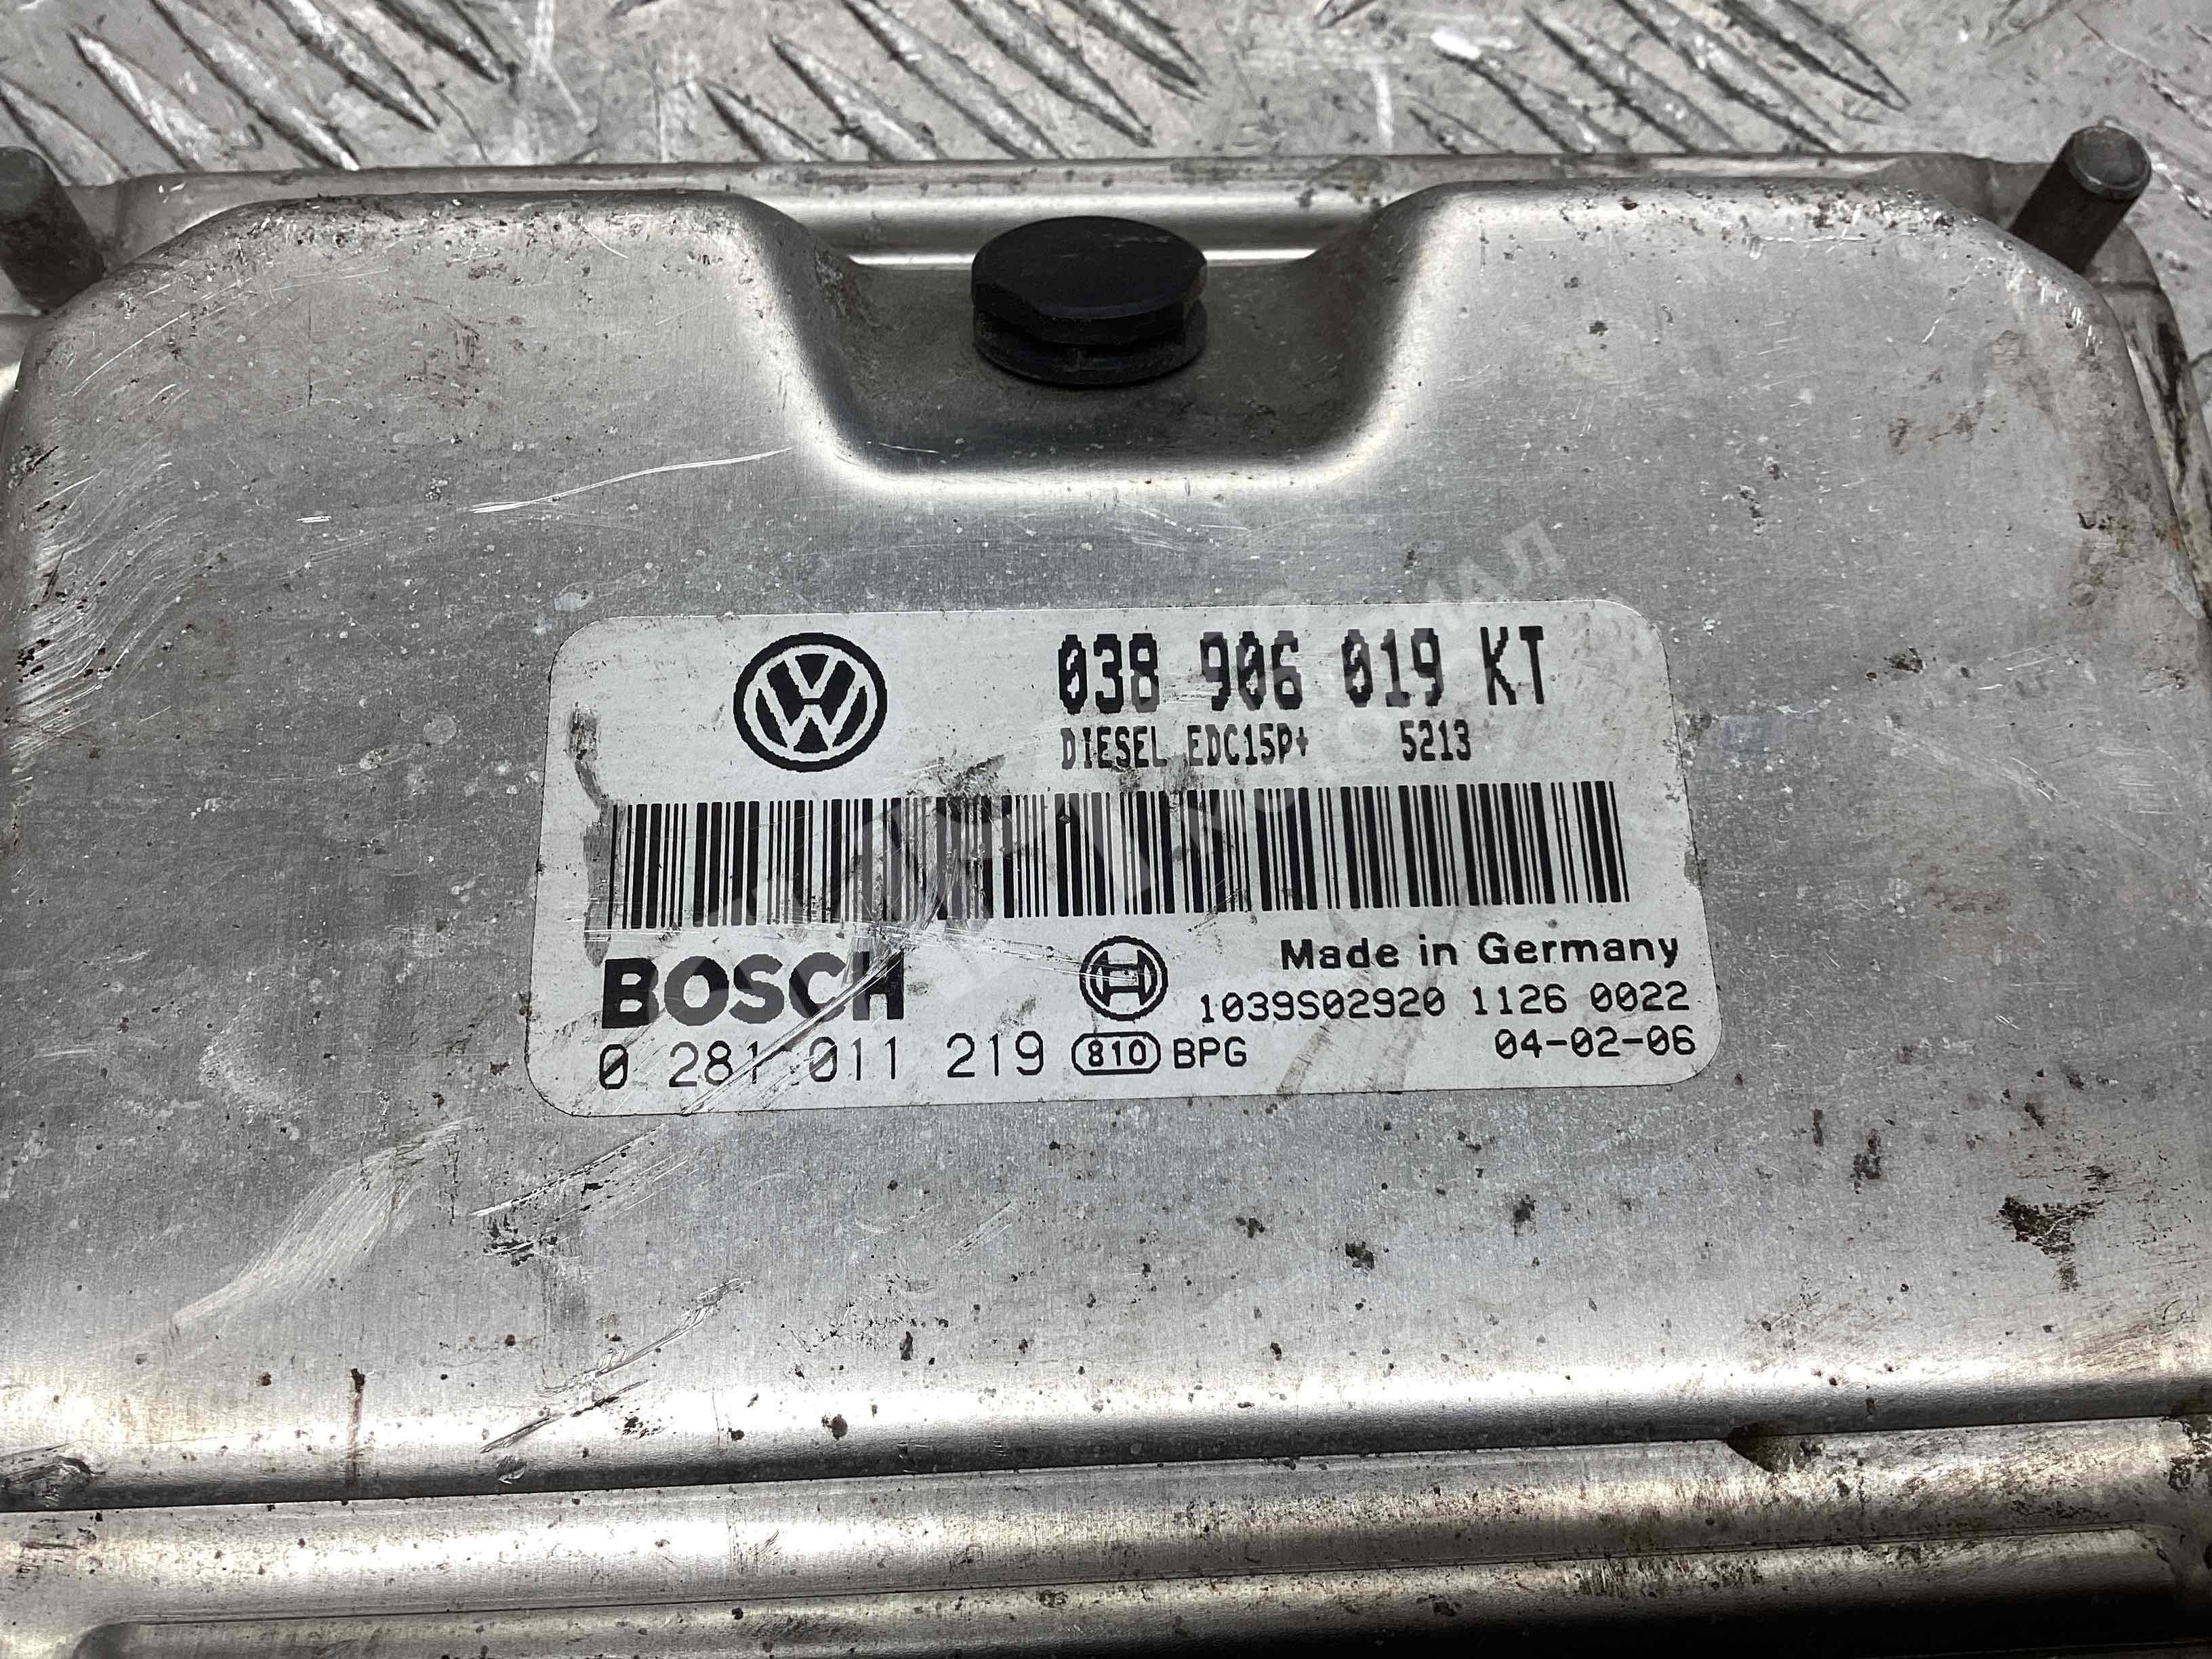 038 906 019 KT
DIESEL EDC15P+ 5213
BOSCH
Made in Germany
1039S02920 1126 0022
0 281 011 219 810 BPG
04-02-06